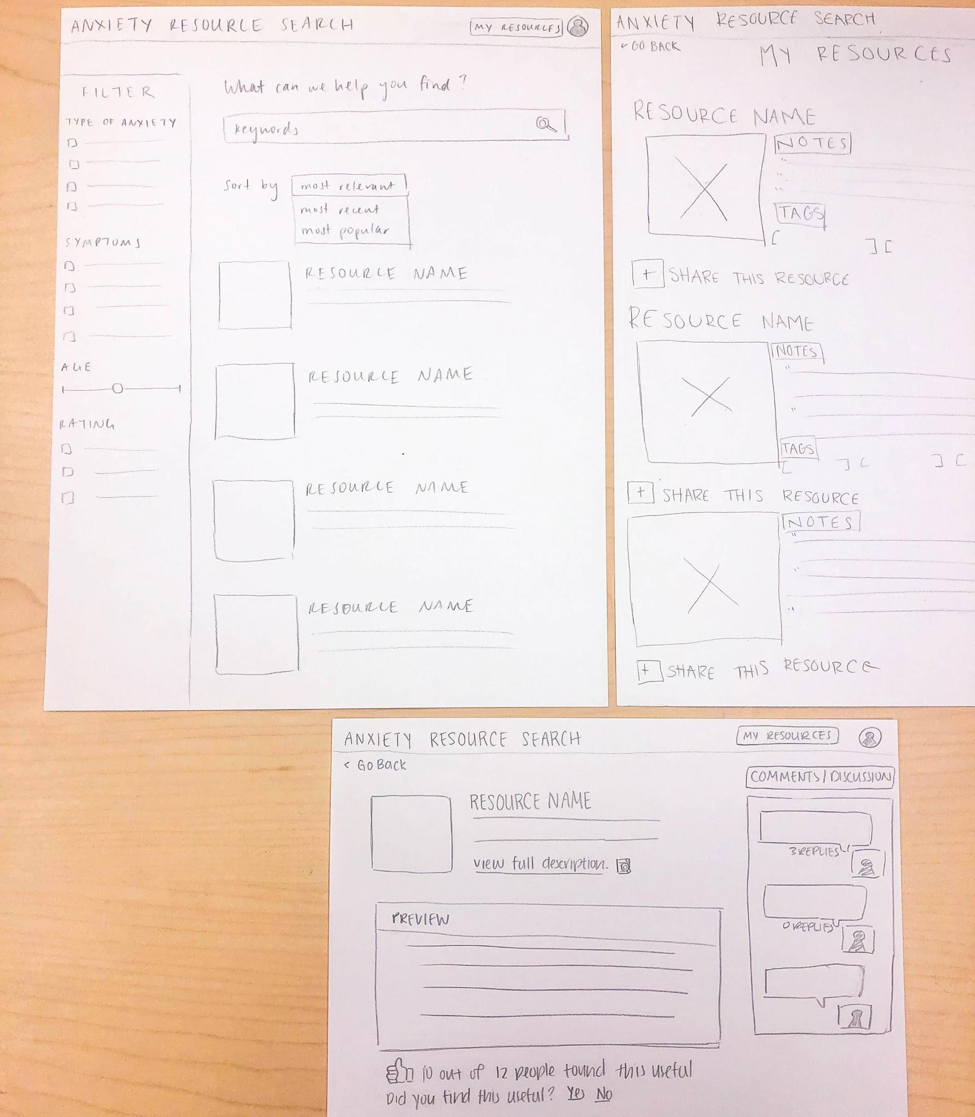 ANXIETY RESOURCE SEARCH
MY RESOURCES
FILTER
TYPE OF ANXIETY
SYMPTOMS
AGE
RATING
What can we help you find?
keywords
Sort by most relevant
most recent
most popular
RESOURCE NAME
RESOURCE NAME
RESOURCE NAME
RESOURCE NAME
ANXIETY RESOURCE SEARCH
< GO BACK
MY RESOURCES
RESOURCE NAME
NOTES
TAGS
[ ] [
+ SHARE THIS RESOURCE
RESOURCE NAME
NOTES
TAGS
[ ] [ ] [
+ SHARE THIS RESOURCE
NOTES
+ SHARE THIS RESOURCE
ANXIETY RESOURCE SEARCH
MY RESOURCES
< GO BACK
RESOURCE NAME
view full description.
PREVIEW
10 out of 12 people found this useful
Did you find this useful? Yes No
COMMENTS/DISCUSSION
3 REPLIES
0 REPLIES